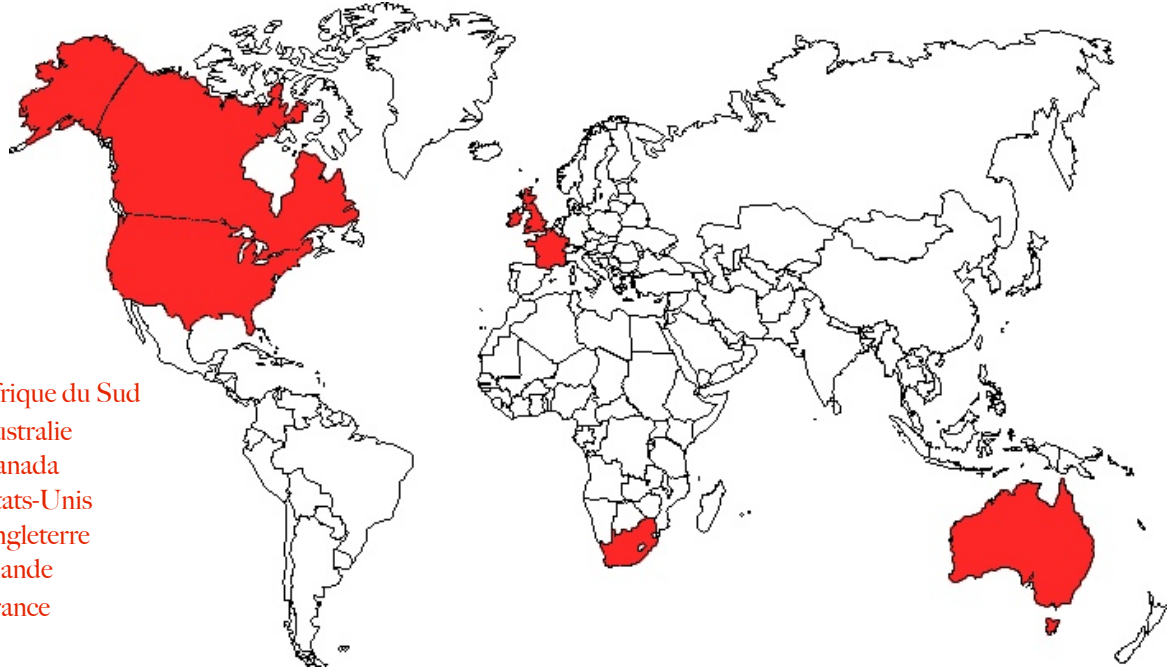 frique du Sud
ustralie
anada
tats-Unis
ngleterre
lande
rance